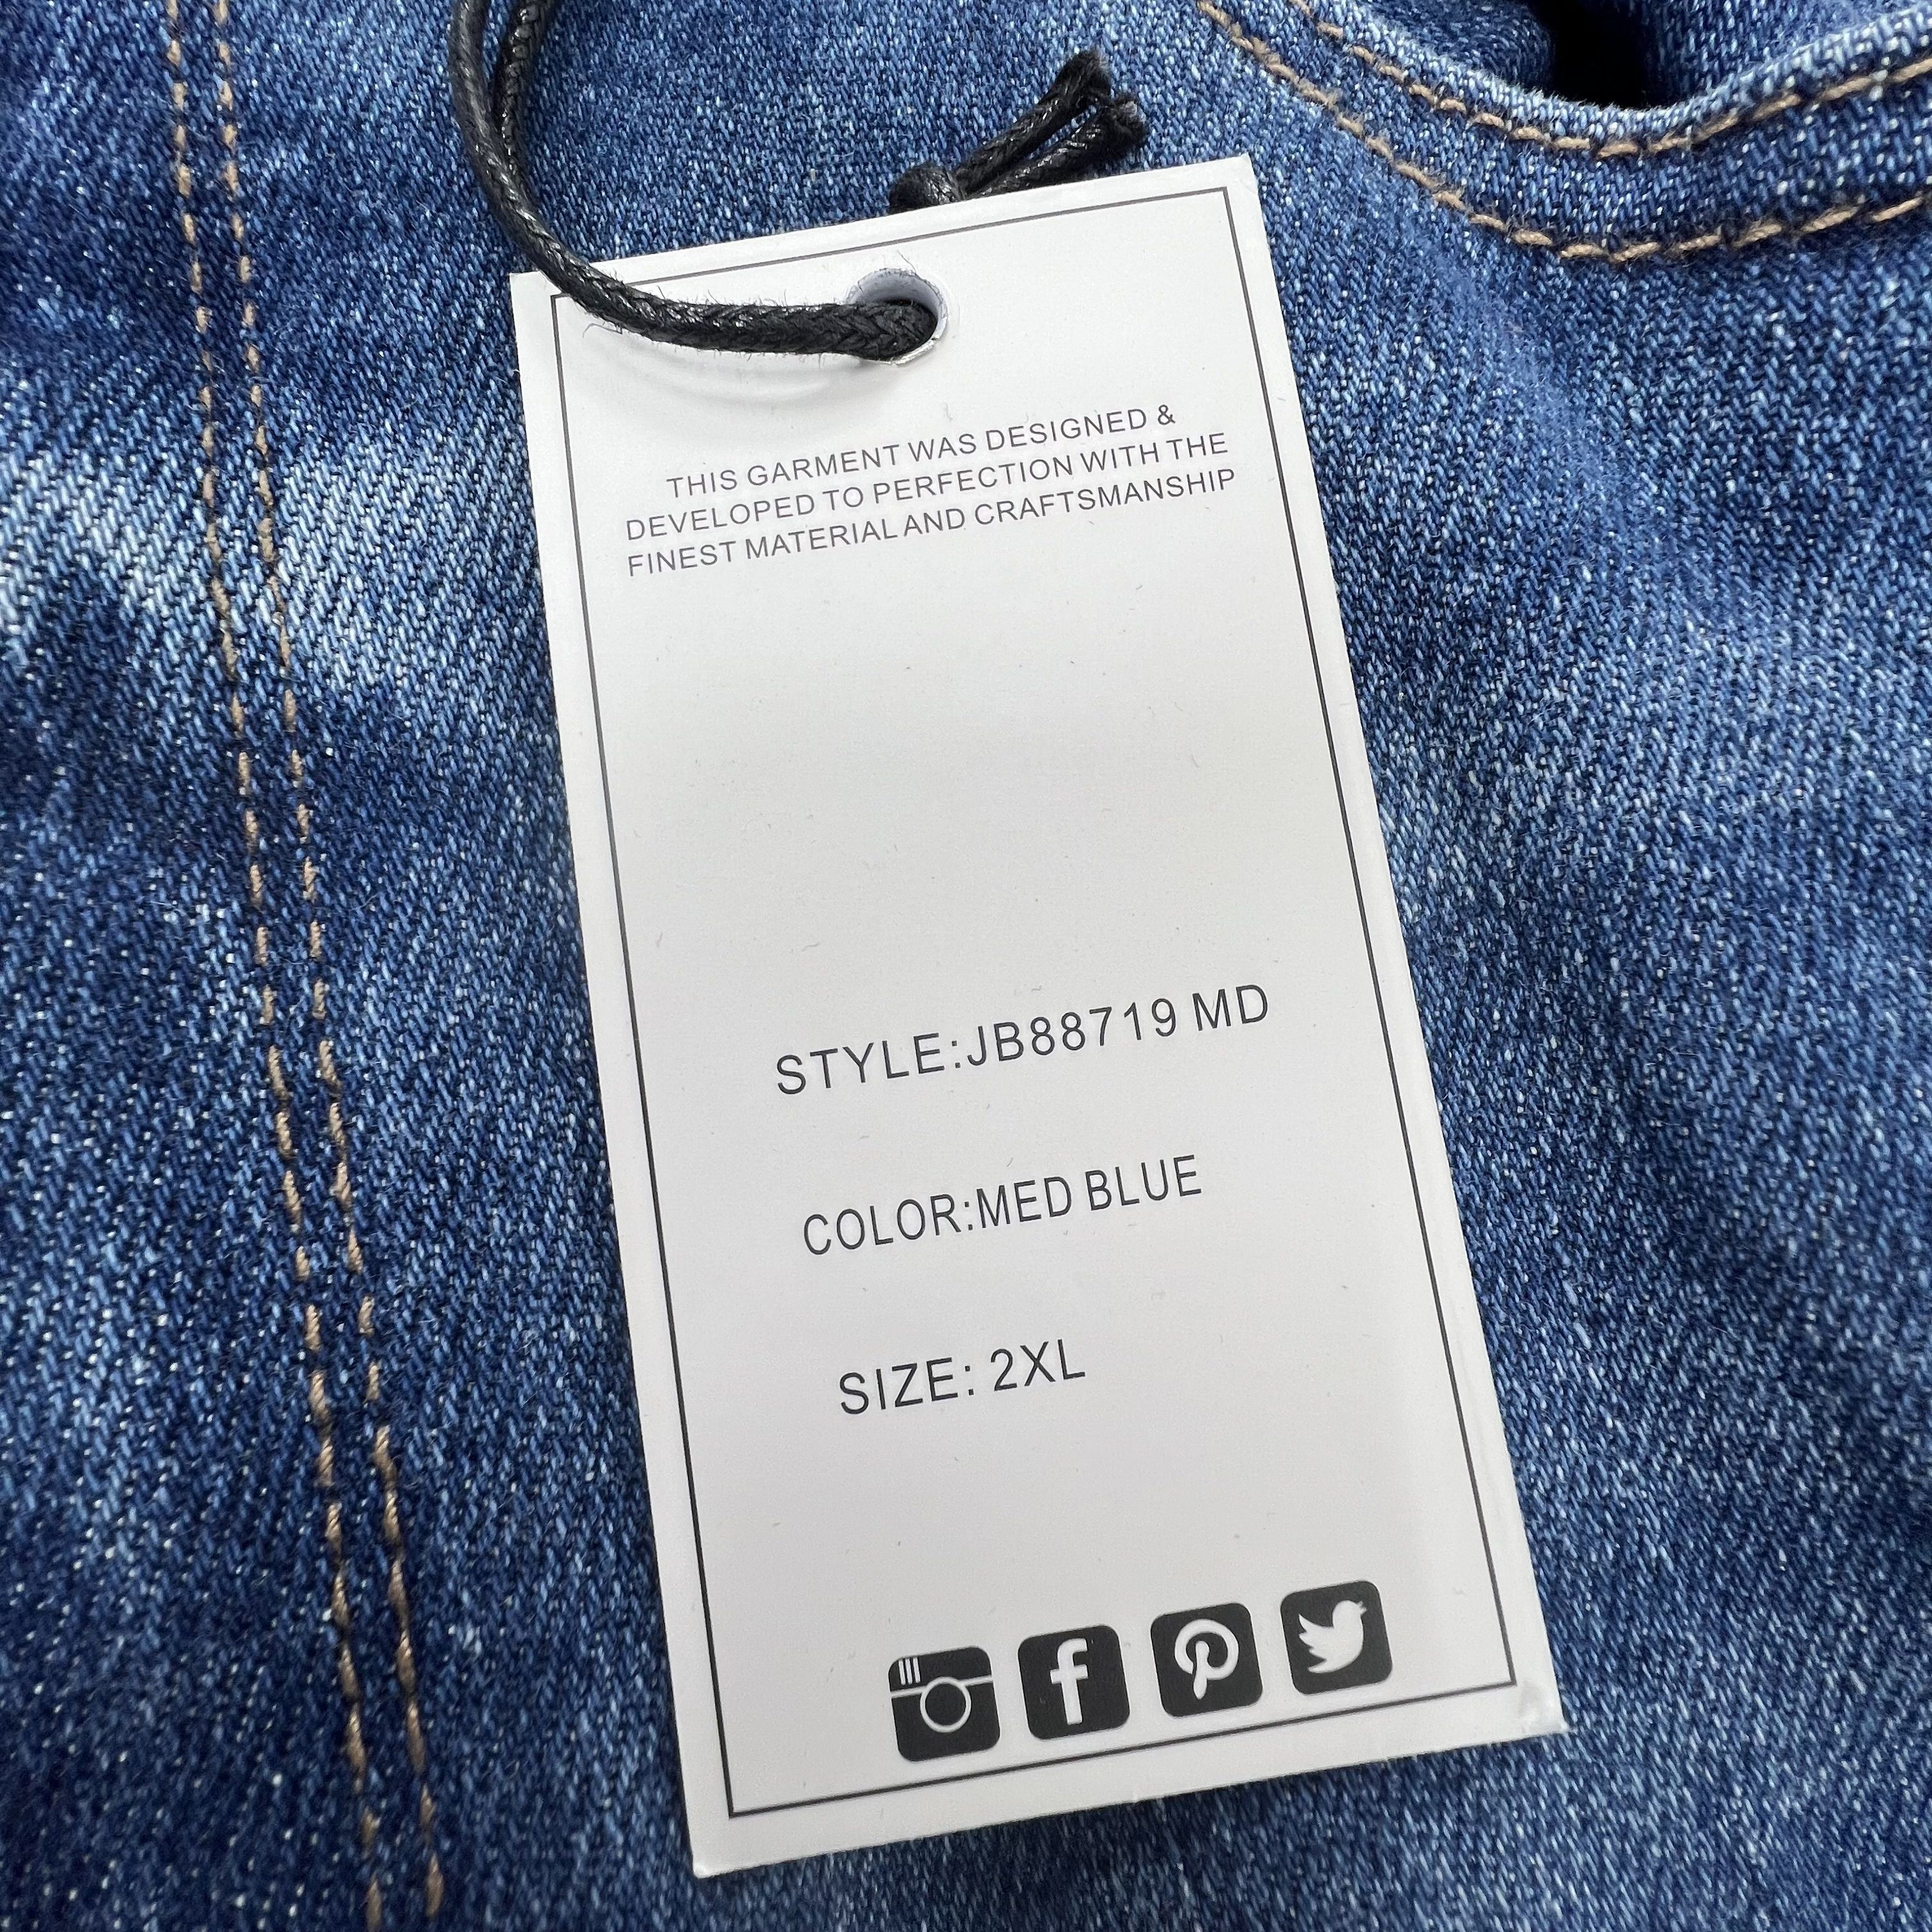 THIS GARMENT WAS DESIGNED &
DEVELOPED TO PERFECTION WITH THE
FINEST MATERIAL AND CRAFTSMANSHIP
STYLE:JB88719 MD
COLOR:MED BLUE
SIZE: 2XL